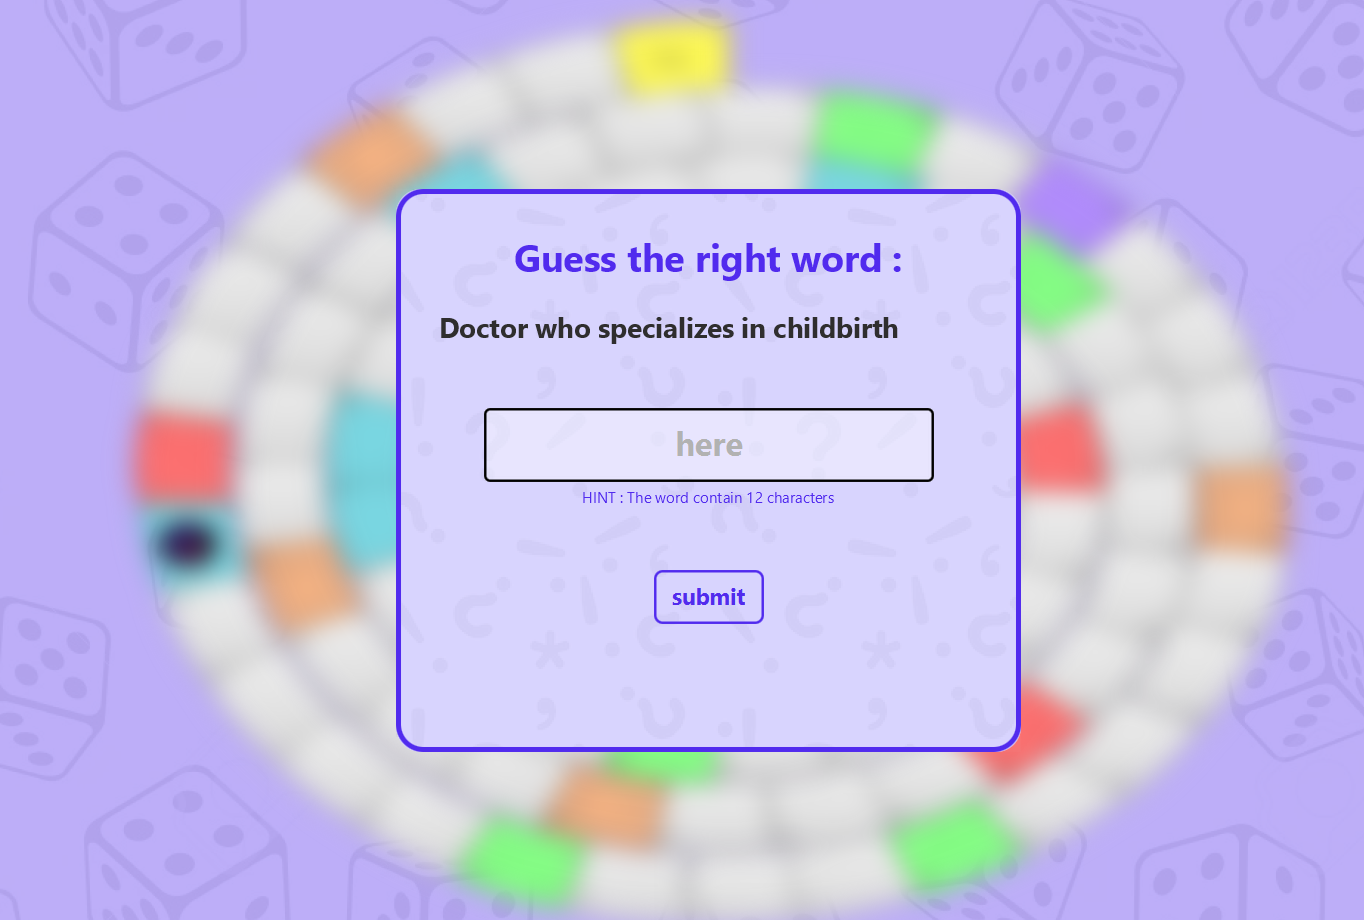 Guess the right word :
Doctor who specializes in childbirth
here
HINT : The word contain 12 characters
submit